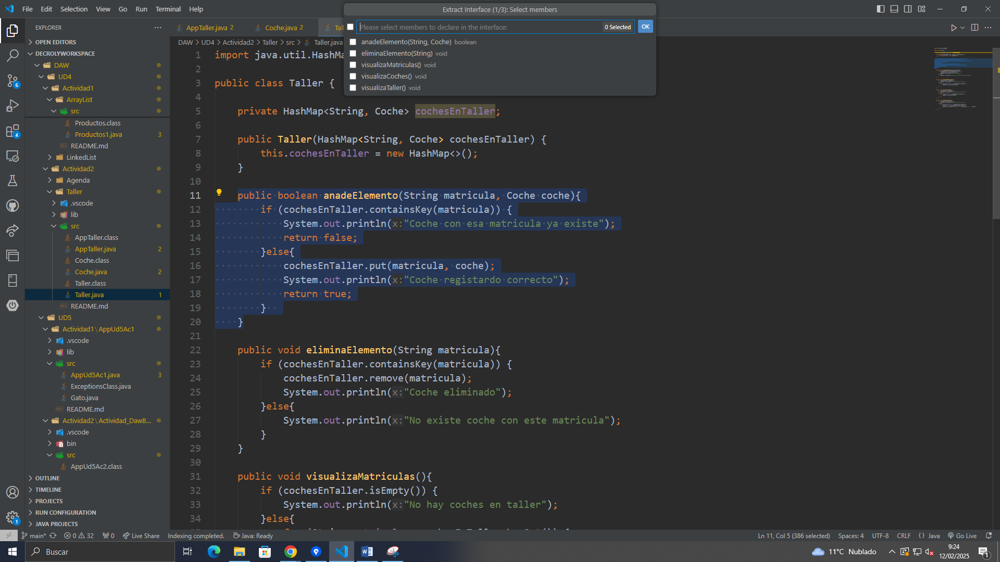 File Edit Selection View Go Run Terminal Help
Extract Interface (1/3): Select members
Please select members to declare in the interface:
0 Selected
OK
anadeElemento(String, Coche) boolean
eliminaElemento(String) void
visualizaMatriculas() void
visualizaCoches() void
visualizaTaller() void
EXPLORER
OPEN EDITORS
DECROLYWORKSPACE
DAW
UD4
Actividad1
ArrayList
src
Productos.class
Productos1.java 3
README.md
LinkedList
Actividad2
Agenda
Taller
.vscode
lib
src
AppTaller.class
AppTaller.java 2
Coche.class
Coche.java 2
Taller.class
Taller.java 1
README.md
UD5
Actividad1\AppUd5Ac1
.vscode
lib
src
AppUd5Ac1.java 3
ExceptionsClass.java
Gato.java
README.md
Actividad2\Actividad_DawB...
.vscode
bin
src
AppUd5Ac2.class
OUTLINE
TIMELINE
PROJECTS
RUN CONFIGURATION
JAVA PROJECTS
6
4
1
AppTaller.java 2
Coche.java 2
Tal
DAW > UD4 > Actividad2 > Taller > src > Taller.java
1 import java.util.HashMa
2
3 public class Taller {
4
5 private HashMap<String, Coche> cochesEnTaller;
6
7 public Taller(HashMap<String, Coche> cochesEnTaller) {
8 this.cochesEnTaller = new HashMap<>();
9 }
10
11 public boolean anadeElemento(String matricula, Coche coche){
12 if (cochesEnTaller.containsKey(matricula)) {
13 System.out.println(x:"Coche con esa matricula ya existe");
14 return false;
15 }else{
16 cochesEnTaller.put(matricula, coche);
17 System.out.println(x:"Coche registardo correcto");
18 return true;
19 }
20 }
21
22 public void eliminaElemento(String matricula){
23 if (cochesEnTaller.containsKey(matricula)) {
24 cochesEnTaller.remove(matricula);
25 System.out.println(x:"Coche eliminado");
26 }else{
27 System.out.println(x:"No existe coche con este matricula");
28 }
29 }
30
31 public void visualizaMatriculas(){
32 if (cochesEnTaller.isEmpty()) {
33 System.out.println(x:"No hay coches en taller");
34 }else{
main* 0 32 0 Live Share Indexing completed. Java: Ready
Ln 11, Col 5 (386 selected) Spaces: 4 UTF-8 CRLF {} Java Go Live
Buscar
11°C Nublado
9:24
12/02/2025
1